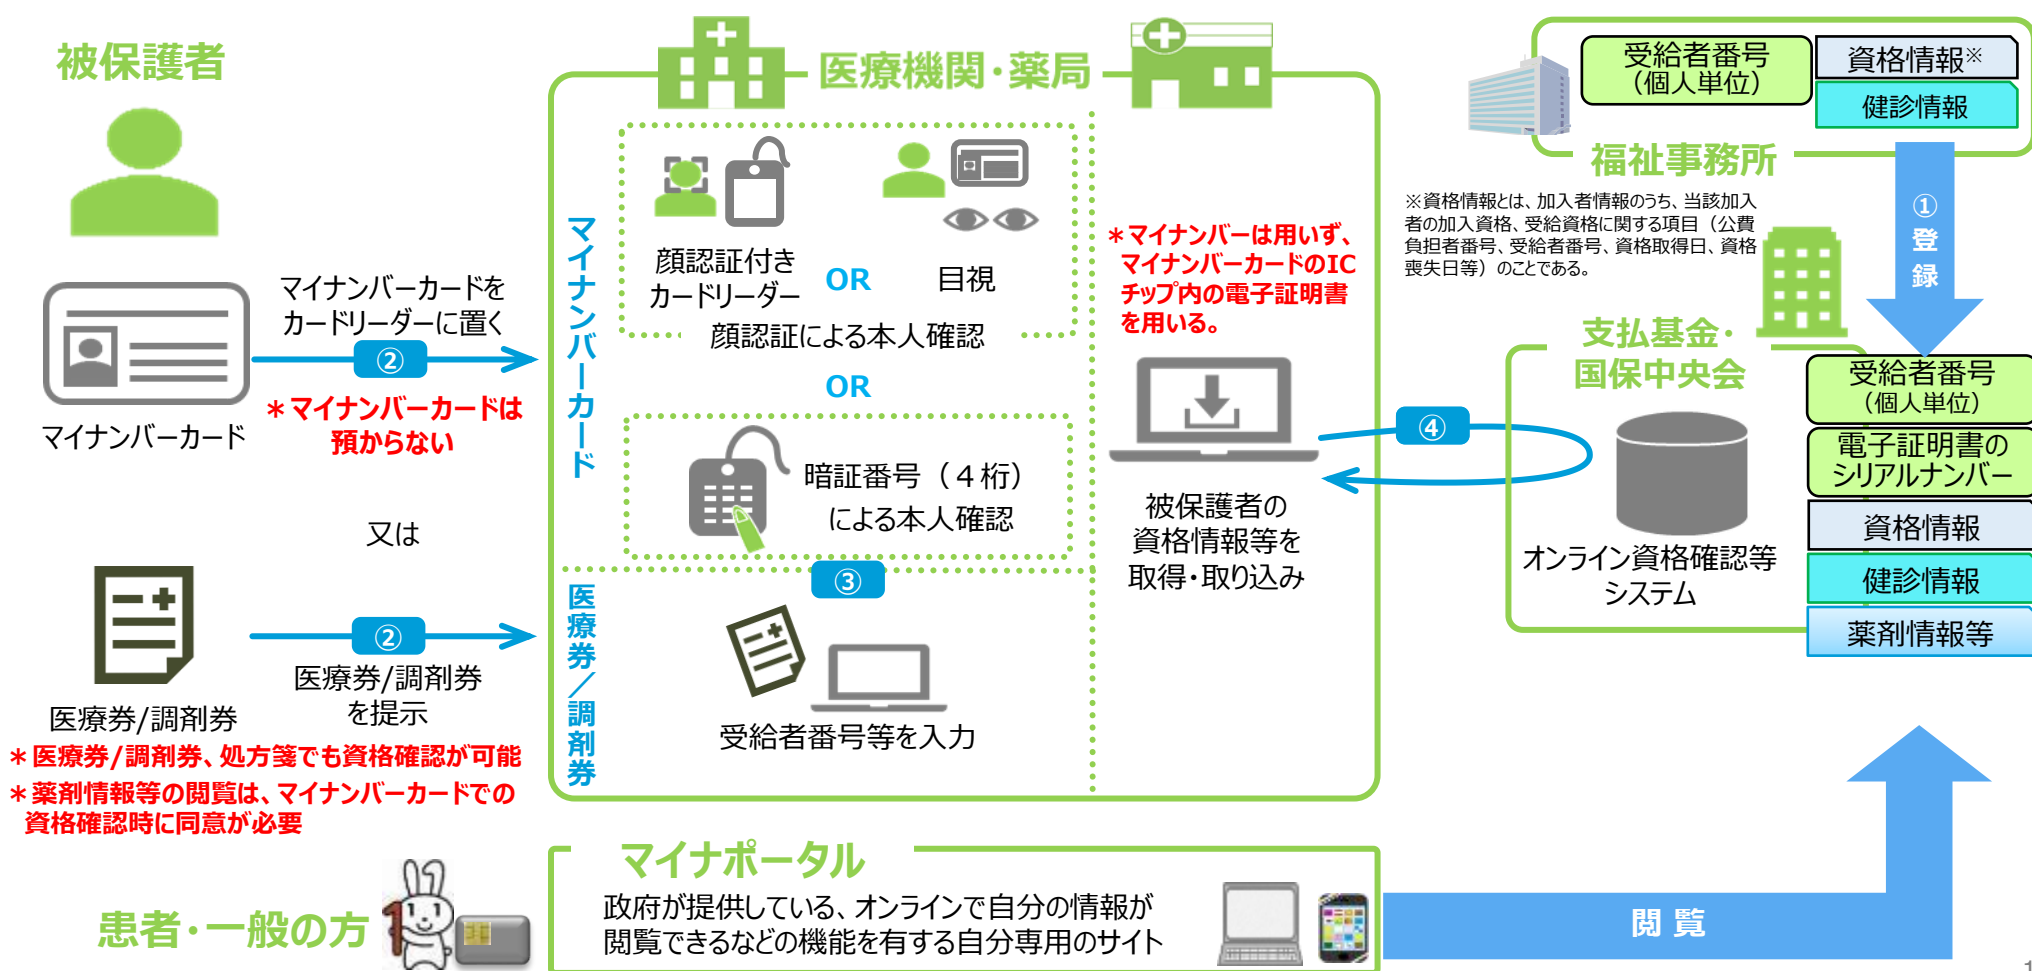 被保護者
マイナンバーカード
マイナンバーカードを
カードリーダーに置く
②
＊マイナンバーカードは
預からない
又は
医療券/調剤券
②
医療券/調剤券
を提示
＊医療券/調剤券、処方箋でも資格確認が可能
＊薬剤情報等の閲覧は、マイナンバーカードでの
資格確認時に同意が必要
医療機関・薬局
マイナンバーカード
顔認証付き
カードリーダー
OR
目視
顔認証による本人確認
OR
暗証番号（４桁）
による本人確認
③
医療券／調剤券
受給者番号等を入力
＊マイナンバーは用いず、
マイナンバーカードのIC
チップ内の電子証明書
を用いる。
被保護者の
資格情報等を
取得・取り込み
④
受給者番号
（個人単位）
資格情報※
健診情報
福祉事務所
※資格情報とは、加入者情報のうち、当該加入
者の加入資格、受給資格に関する項目（公費
負担者番号、受給者番号、資格取得日、資格
喪失日等）のことである。
①登録
支払基金・
国保中央会
オンライン資格確認等
システム
受給者番号
（個人単位）
電子証明書の
シリアルナンバー
資格情報
健診情報
薬剤情報等
患者・一般の方
マイナポータル
政府が提供している、オンラインで自分の情報が
閲覧できるなどの機能を有する自分専用のサイト
閲覧